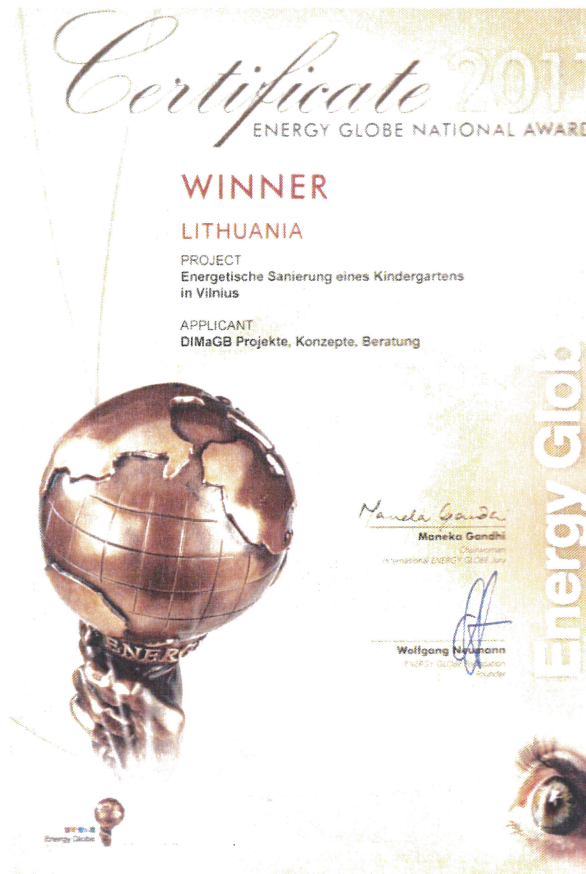 Certificate 2011
ENERGY GLOBE NATIONAL AWARD
WINNER
LITHUANIA
PROJECT
Energetische Sanierung eines Kindergartens
in Vilnius
APPLICANT
DIMaGB Projekte, Konzepte, Beratung
Energy Glob
ENERG
Maneka Gandhi
Chairwoman
International ENERGY GLOBE Jury
Wolfgang Neumann
ENERGY GLOBE Foundation
Founder
Energy Globe